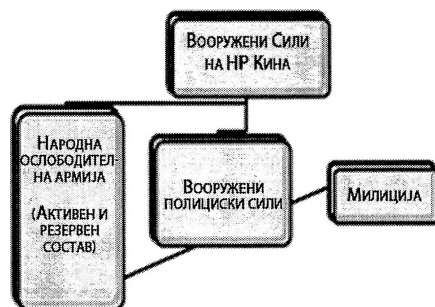 ВООРУЖЕНИ СИЛИ
НА НР КИНА
НАРОДНА
ОСЛОБОДИТЕЛ-
НА АРМИЈА
(АКТИВЕН И
РЕЗЕРВЕН
СОСТАВ)
ВООРУЖЕНИ
ПОЛИЦИСКИ СИЛИ
МИЛИЦИЈА